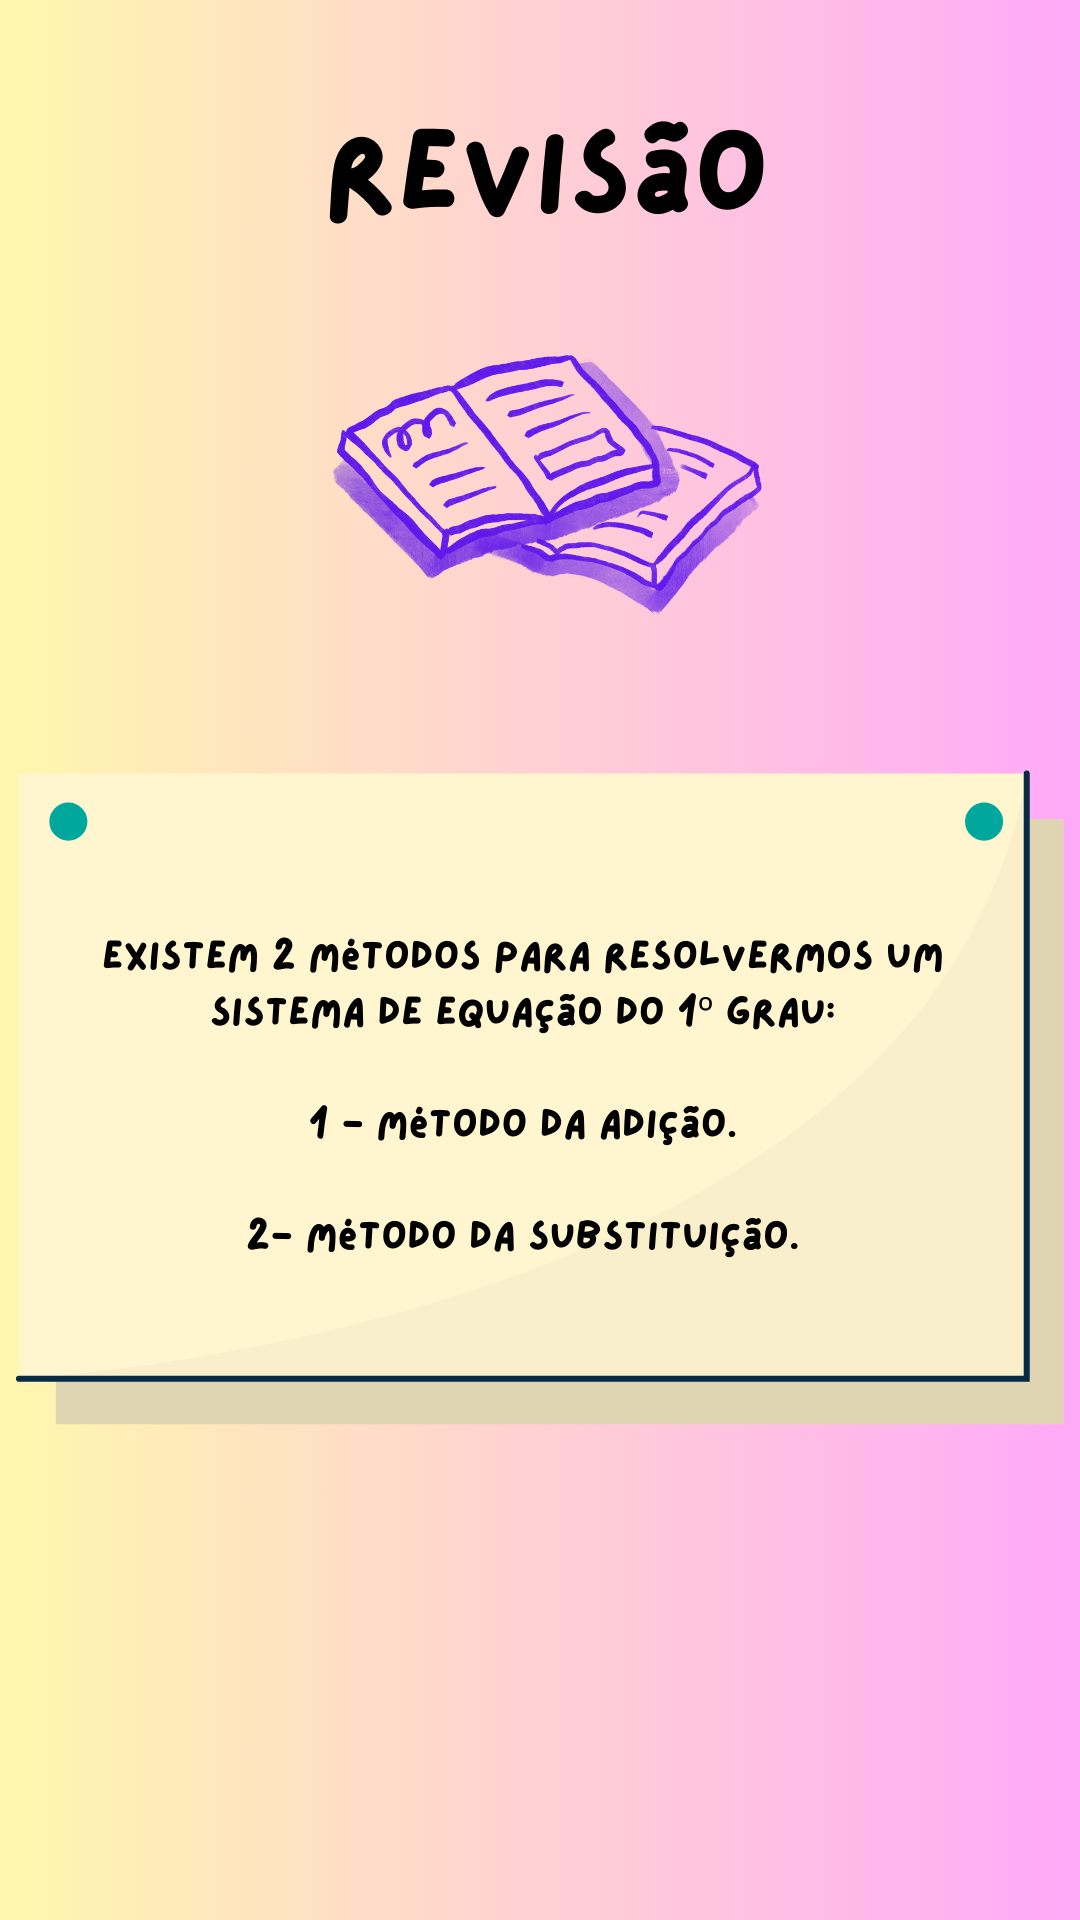 REVISÃO
EXISTEM 2 MÉTODOS PARA RESOLVERMOS UM
SISTEMA DE EQUAÇÃO DO 1º GRAU:
1 - MÉTODO DA ADIÇÃO.
2- MÉTODO DA SUBSTITUIÇÃO.